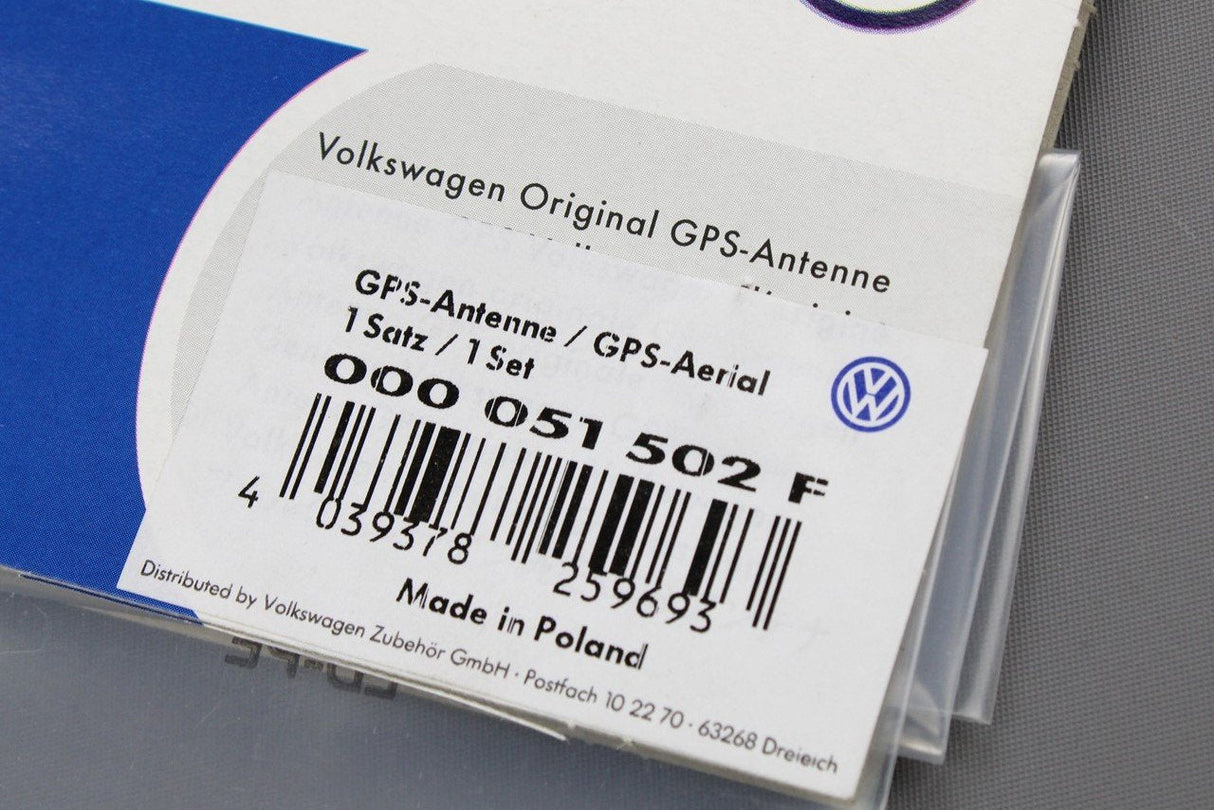 Volkswagen Original GPS-Antenne
GPS-Antenne / GPS-Aerial
1 Satz / 1 Set
000 051 502 F
4 039378 259693
Made in Poland
Distributed by Volkswagen Zubehör GmbH · Postfach 10 22 70 · 63268 Dreieich